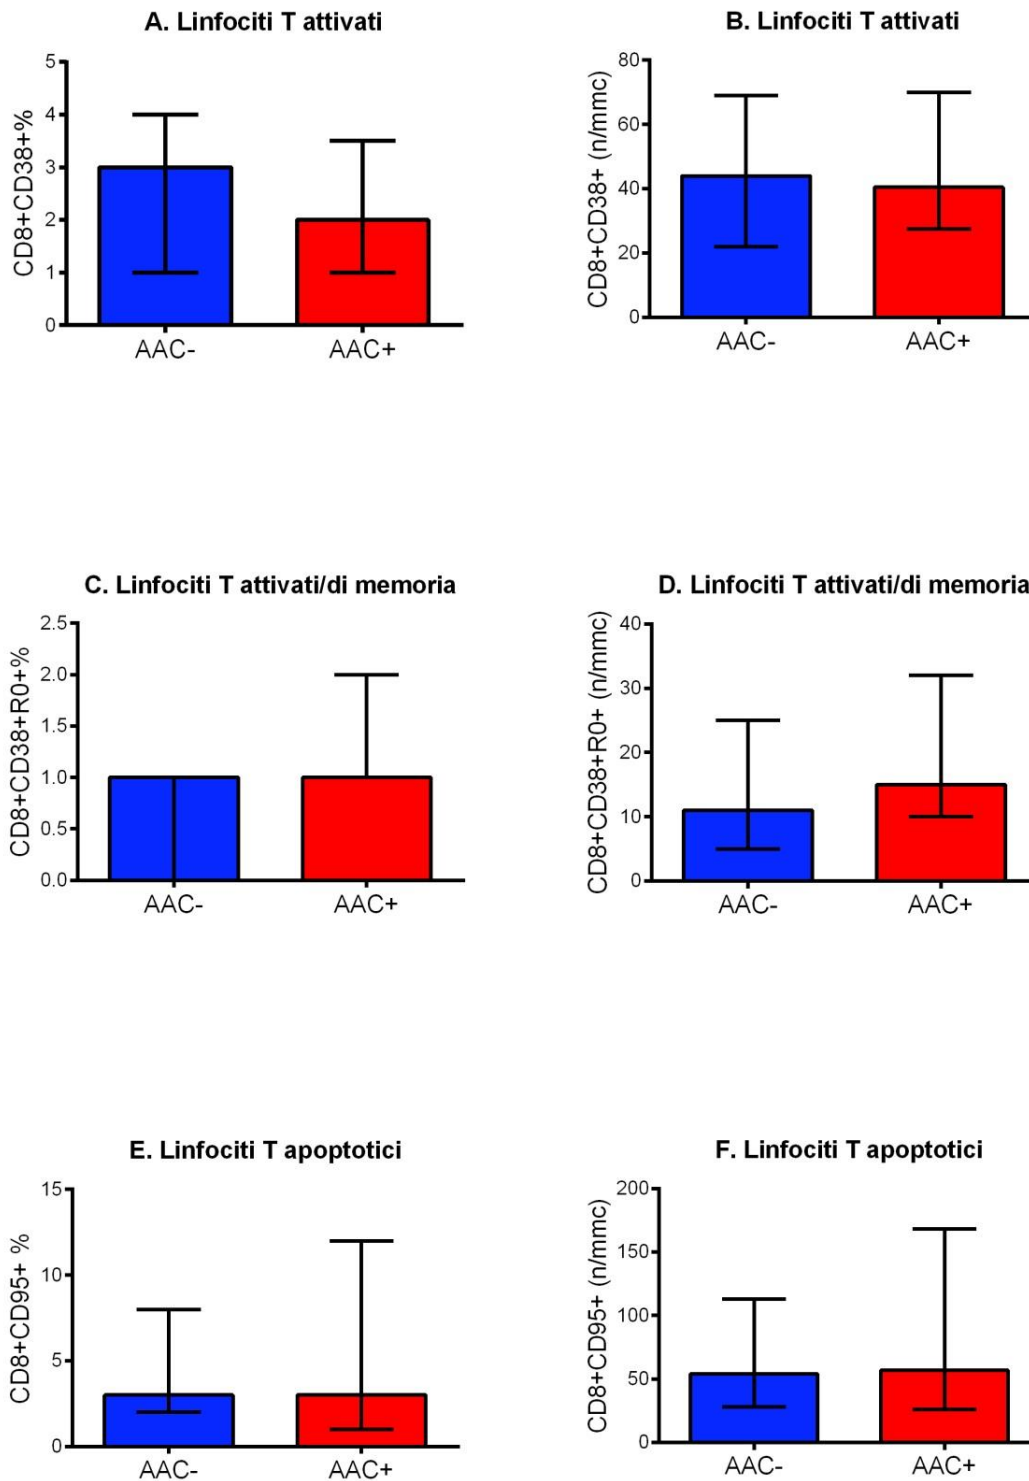 A. Linfociti T attivati
CD8+CD38+%
5
4
3
2
1
0
AAC-
AAC+
B. Linfociti T attivati
CD8+CD38+ (n/mmc)
80
60
40
20
0
AAC-
AAC+
C. Linfociti T attivati/di memoria
CD8+CD38+R0+%
2.5
2.0
1.5
1.0
0.5
0.0
AAC-
AAC+
D. Linfociti T attivati/di memoria
CD8+CD38+R0+ (n/mmc)
40
30
20
10
0
AAC-
AAC+
E. Linfociti T apoptotici
CD8+CD95+ %
15
10
5
0
AAC-
AAC+
F. Linfociti T apoptotici
CD8+CD95+ (n/mmc)
200
150
100
50
0
AAC-
AAC+